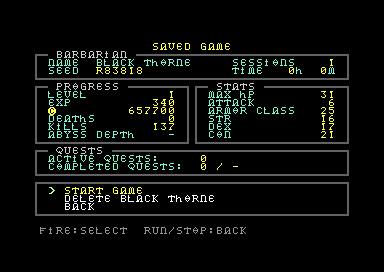 SAVED GAME
BARBARIAN
NAME BLACK THORNE SESSIONS 1
SEED R83818 TIME 0H 0M
PROGRESS
LEVEL 1
EXP 340
C 657700
DEATHS 0
KILLS 137
ABYSS DEPTH -
STATS
MAX HP 31
ATTACK 6
ARMOR CLASS 25
STR 16
DEX 17
CON 21
QUESTS
ACTIVE QUESTS: 0
COMPLETED QUESTS: 0 / -
> START GAME
DELETE BLACK THORNE
BACK
FIRE:SELECT RUN/STOP:BACK